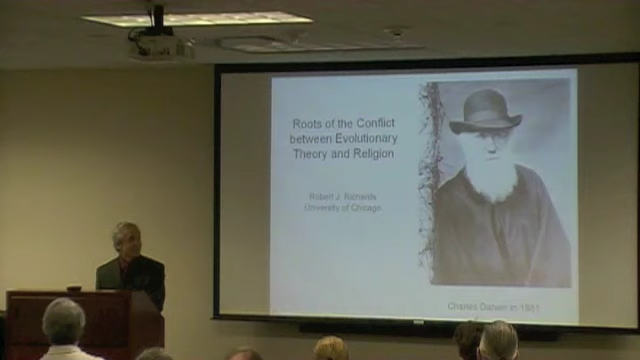 Roots of the Conflict
between Evolutionary
Theory and Religion
Robert J. Richards
University of Chicago
Charles Darwin in 1881